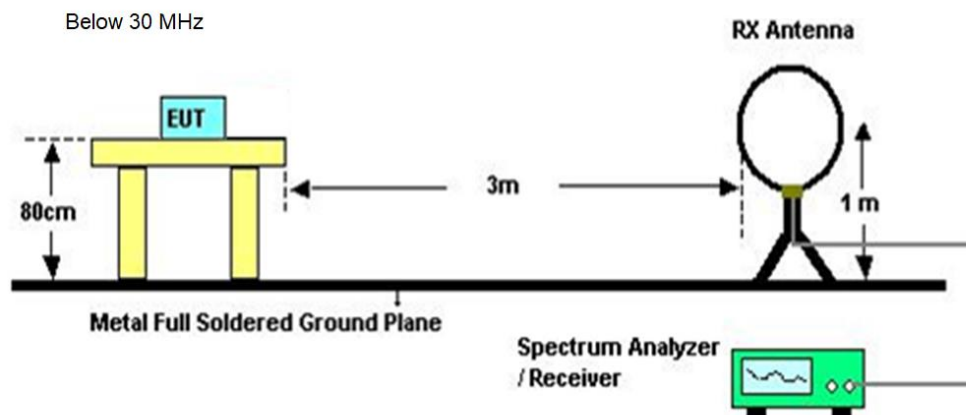 Below 30 MHz
RX Antenna
EUT
3m
80cm
1 m
Metal Full Soldered Ground Plane
Spectrum Analyzer
/ Receiver